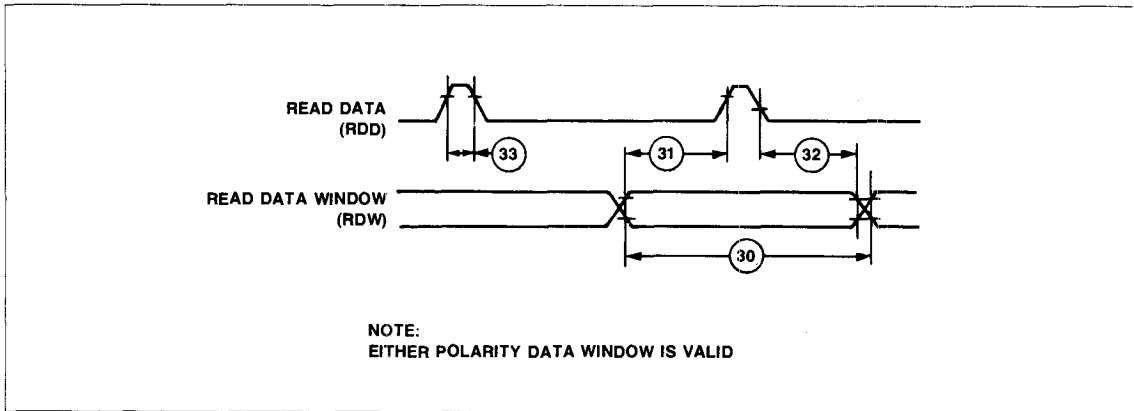 READ DATA
(RDD)
33
31
32
READ DATA WINDOW
(RDW)
30
NOTE:
EITHER POLARITY DATA WINDOW IS VALID